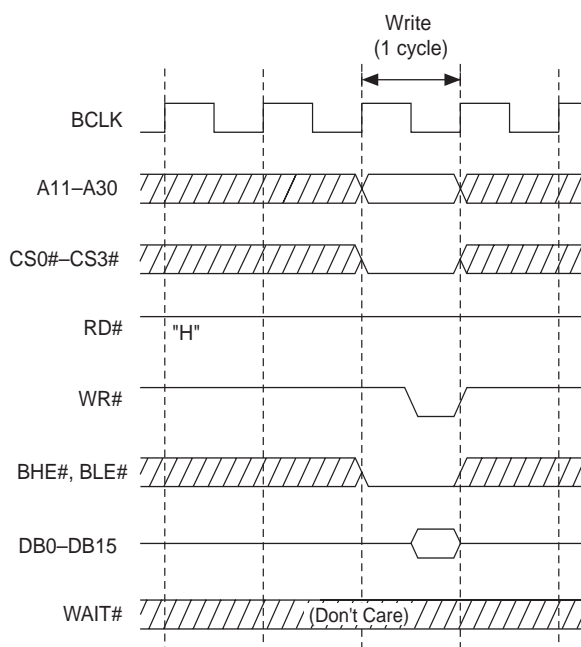 Write
(1 cycle)
BCLK
A11–A30
CS0#–CS3#
RD#
"H"
WR#
BHE#, BLE#
DB0–DB15
WAIT#
(Don't Care)